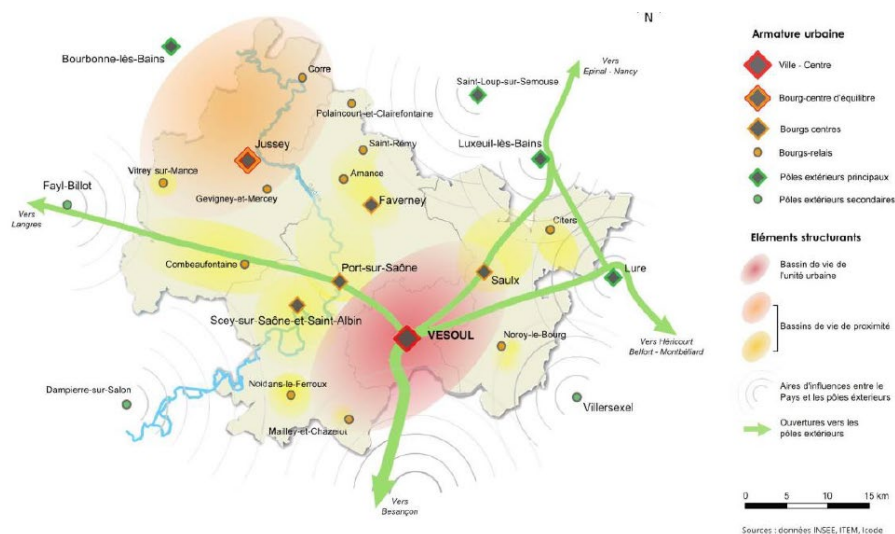 N
Armature urbaine
Ville - Centre
Bourg-centre d'équilibre
Bourgs centres
Bourgs-relais
Pôles extérieurs principaux
Pôles extérieurs secondaires
Eléments structurants
Bassin de vie de
l'unité urbaine
Bassins de vie de proximité
Aires d'influences entre le
Pays et les pôles éxterieurs
Ouvertures vers les
pôles extérieurs
0 5 10 15 km
Sources : données INSEE, ITEM, Icode
Bourbonne-lès-Bains
Corre
Vers
Epinal - Nancy
Saint-Loup-sur-Semouse
Polaincourt-et-Clairefontaine
Jussey
Saint-Rémy
Luxeuil-lès-Bains
Vitrey sur-Mance
Amance
Fayl-Billot
Gevigney-et-Mercey
Faverney
Vers
Langres
Citers
Combeaufontaine
Port-sur-Saône
Saulx
Lure
Scey-sur-Saône-et-Saint-Albin
VESOUL
Noroy-le-Bourg
Vers Héricourt
Belfort - Montbéliard
Dampierre-sur-Salon
Noidans-le-Ferroux
Villersexel
Mailley-et-Chazelot
Vers
Besançon